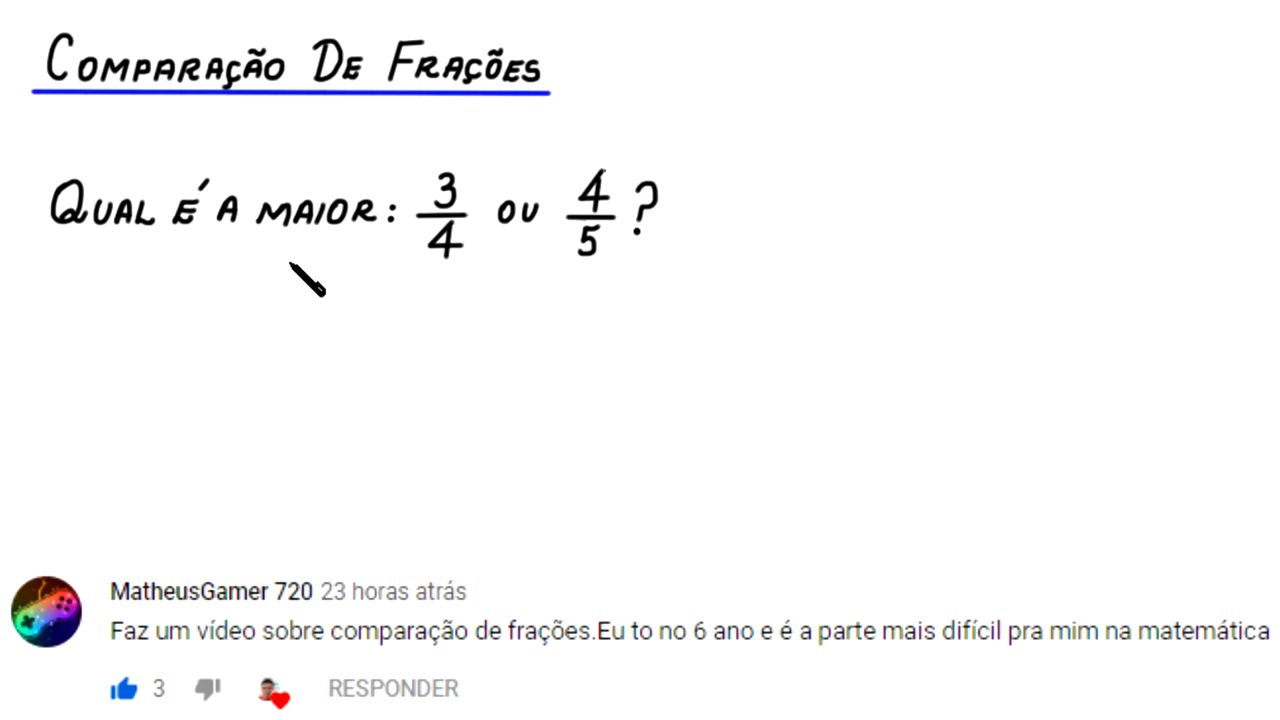 Comparação De Frações
Qual é a maior: 3/4 ou 4/5?
MatheusGamer 720 23 horas atrás
Faz um vídeo sobre comparação de frações.Eu to no 6 ano e é a parte mais difícil pra mim na matemática
3 RESPONDER